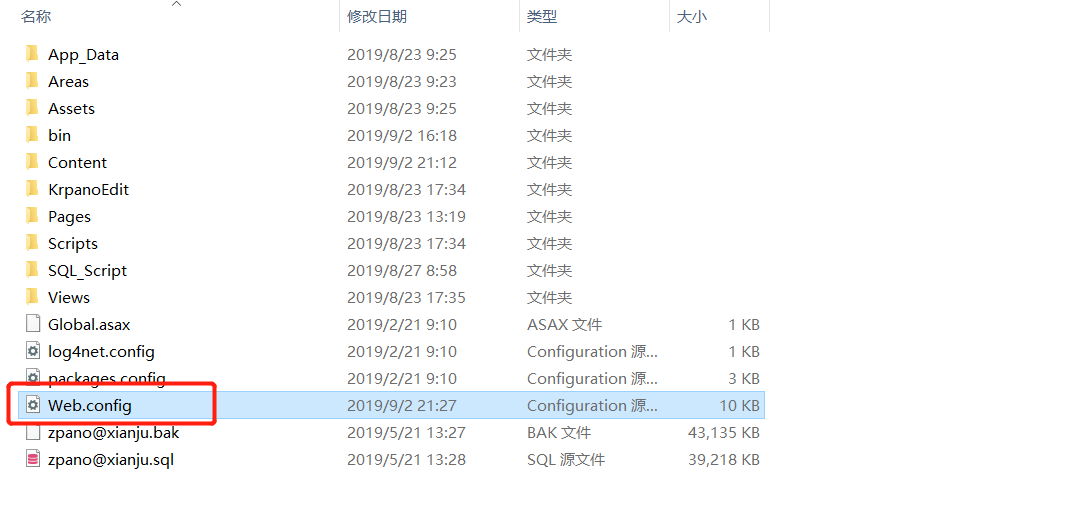 名称 修改日期 类型 大小
App_Data 2019/8/23 9:25 文件夹
Areas 2019/8/23 9:23 文件夹
Assets 2019/8/23 9:25 文件夹
bin 2019/9/2 16:18 文件夹
Content 2019/9/2 21:12 文件夹
KrpanoEdit 2019/8/23 17:34 文件夹
Pages 2019/8/23 13:19 文件夹
Scripts 2019/8/23 17:34 文件夹
SQL_Script 2019/8/27 8:58 文件夹
Views 2019/8/23 17:35 文件夹
Global.asax 2019/2/21 9:10 ASAX 文件 1 KB
log4net.config 2019/2/21 9:10 Configuration 源... 1 KB
packages.config 2019/2/21 9:10 Configuration 源... 3 KB
Web.config 2019/9/2 21:27 Configuration 源... 10 KB
zpano@xianju.bak 2019/5/21 13:27 BAK 文件 43,135 KB
zpano@xianju.sql 2019/5/21 13:28 SQL 源文件 39,218 KB